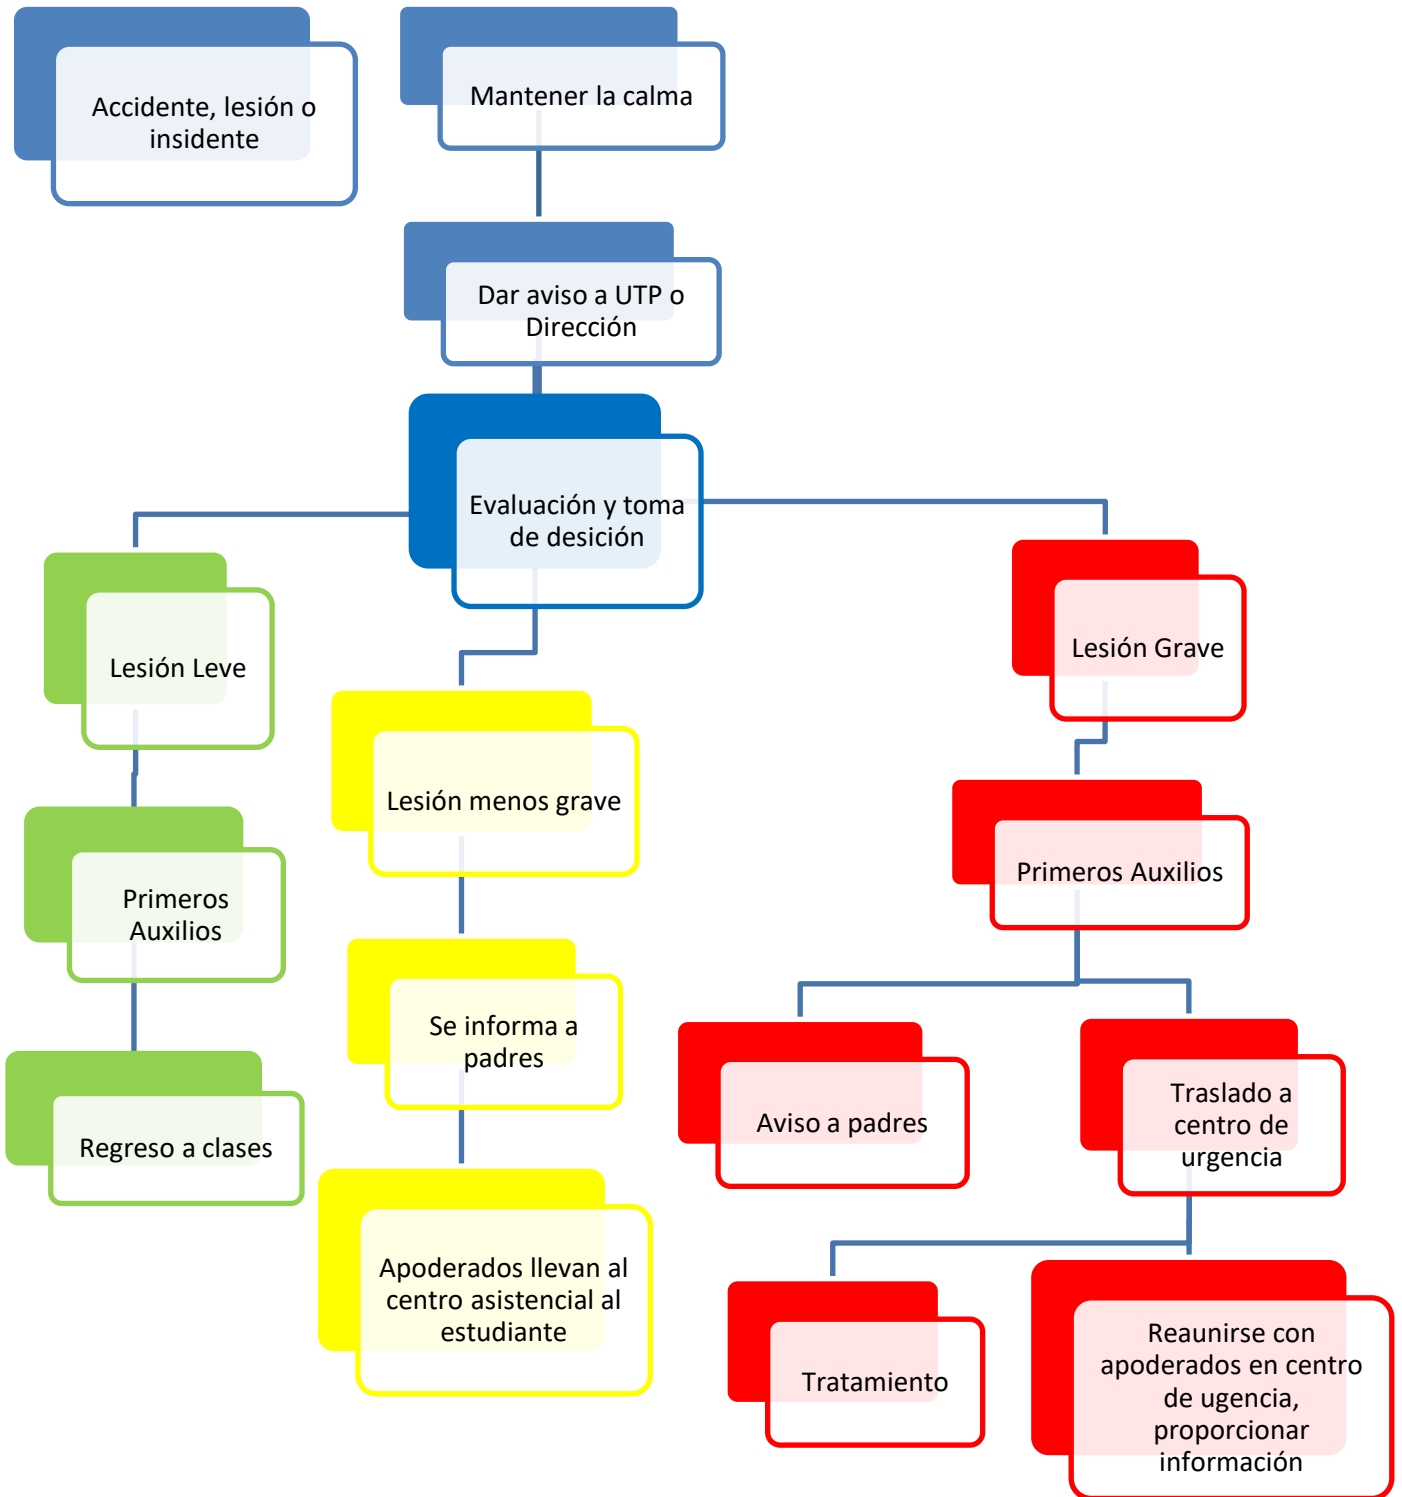 Accidente, lesión o
insidente
Mantener la calma
Dar aviso a UTP o
Dirección
Evaluación y toma
de desición
Lesión Leve
Primeros
Auxilios
Regreso a clases
Lesión menos grave
Se informa a
padres
Apoderados llevan al
centro asistencial al
estudiante
Lesión Grave
Primeros Auxilios
Aviso a padres
Traslado a
centro de
urgencia
Tratamiento
Reaunirse con
apoderados en centro
de ugencia,
proporcionar
información